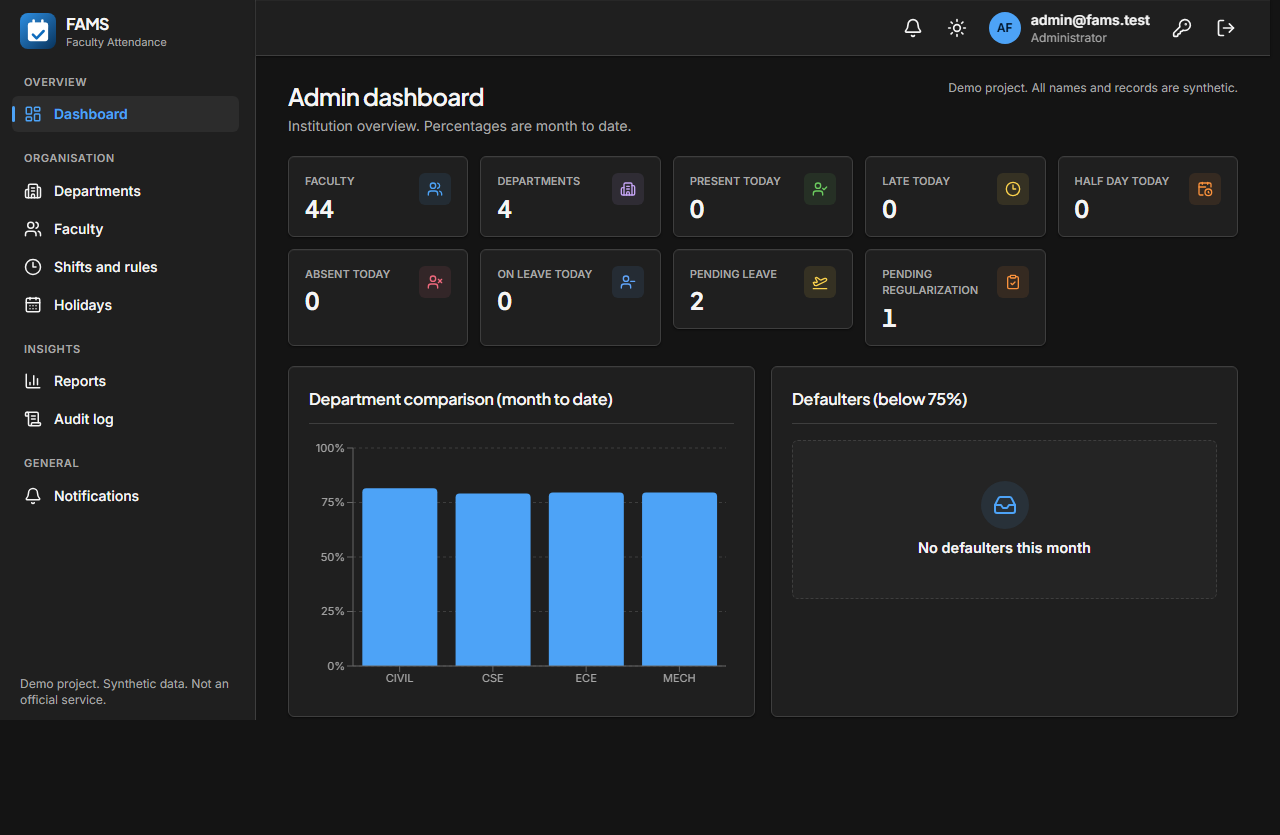 FAMS
Faculty Attendance
OVERVIEW
Dashboard
ORGANISATION
Departments
Faculty
Shifts and rules
Holidays
INSIGHTS
Reports
Audit log
GENERAL
Notifications
Demo project. Synthetic data. Not an
official service.
AF
admin@fams.test
Administrator
Admin dashboard
Institution overview. Percentages are month to date.
Demo project. All names and records are synthetic.
FACULTY
44
DEPARTMENTS
4
PRESENT TODAY
0
LATE TODAY
0
HALF DAY TODAY
0
ABSENT TODAY
0
ON LEAVE TODAY
0
PENDING LEAVE
2
PENDING
REGULARIZATION
1
Department comparison (month to date)
100%
75%
50%
25%
0%
CIVIL
CSE
ECE
MECH
Defaulters (below 75%)
No defaulters this month